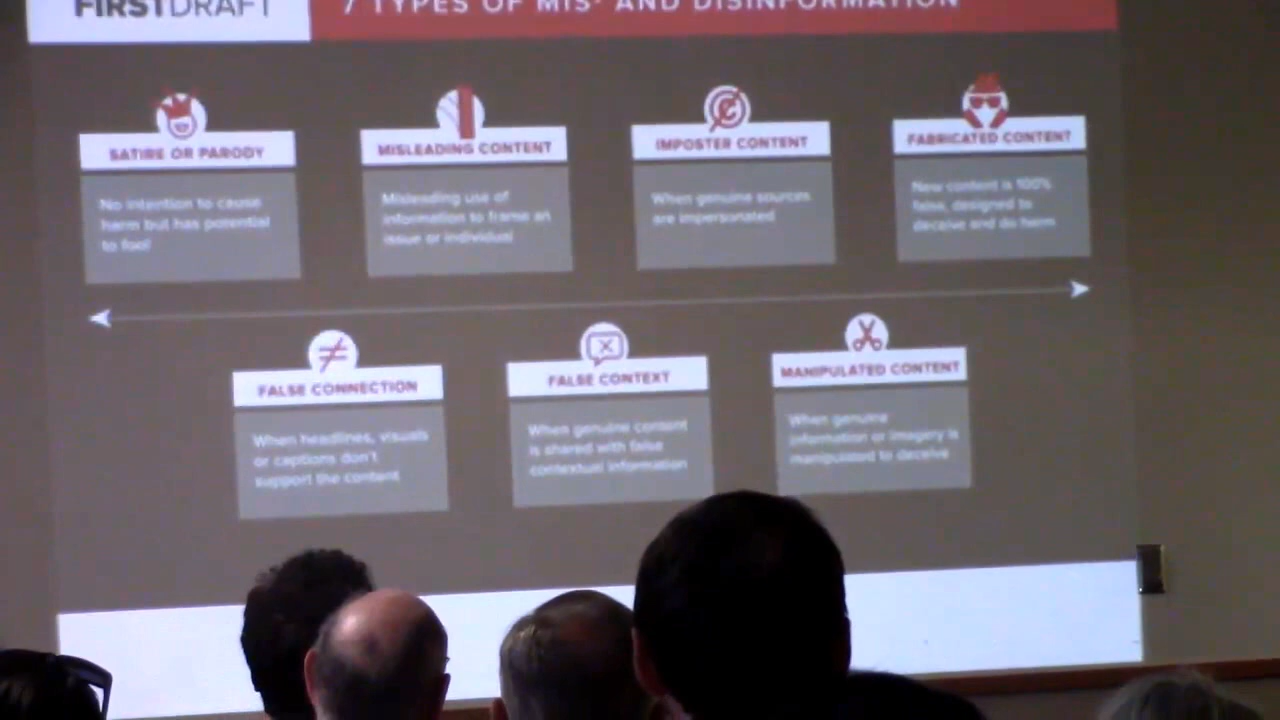 FIRSTDRAFT
7 TYPES OF MIS- AND DISINFORMATION
SATIRE OR PARODY
No intention to cause
harm but has potential
to fool
MISLEADING CONTENT
Misleading use of
information to frame an
issue or individual
IMPOSTER CONTENT
When genuine sources
are impersonated
FABRICATED CONTENT
New content is 100%
false, designed to
deceive and do harm
FALSE CONNECTION
When headlines, visuals
or captions don't
support the content
FALSE CONTEXT
When genuine content
is shared with false
contextual information
MANIPULATED CONTENT
When genuine
information or imagery is
manipulated to deceive